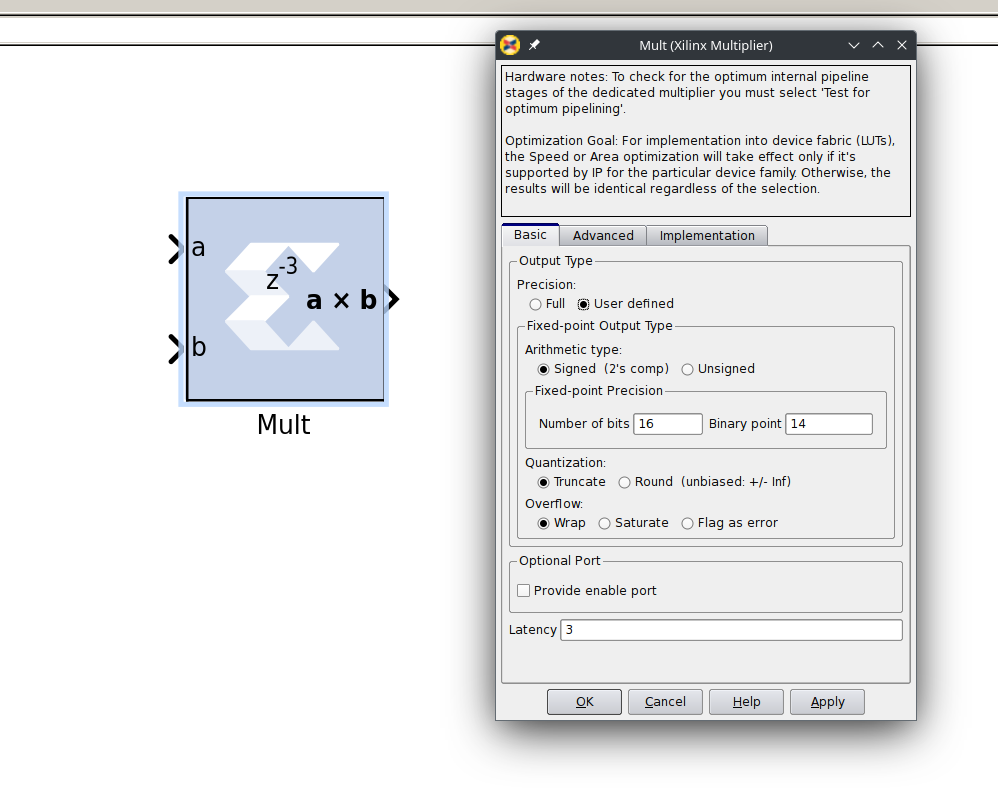 Mult (Xilinx Multiplier)
Hardware notes: To check for the optimum internal pipeline
stages of the dedicated multiplier you must select 'Test for
optimum pipelining'.
Optimization Goal: For implementation into device fabric (LUTs),
the Speed or Area optimization will take effect only if it's
supported by IP for the particular device family. Otherwise, the
results will be identical regardless of the selection.
Basic Advanced Implementation
Output Type
Precision:
Full User defined
Fixed-point Output Type
Arithmetic type:
Signed (2's comp) Unsigned
Fixed-point Precision
Number of bits 16 Binary point 14
Quantization:
Truncate Round (unbiased: +/- Inf)
Overflow:
Wrap Saturate Flag as error
Optional Port
Provide enable port
Latency 3
OK Cancel Help Apply
a
z-3
a × b
b
Mult